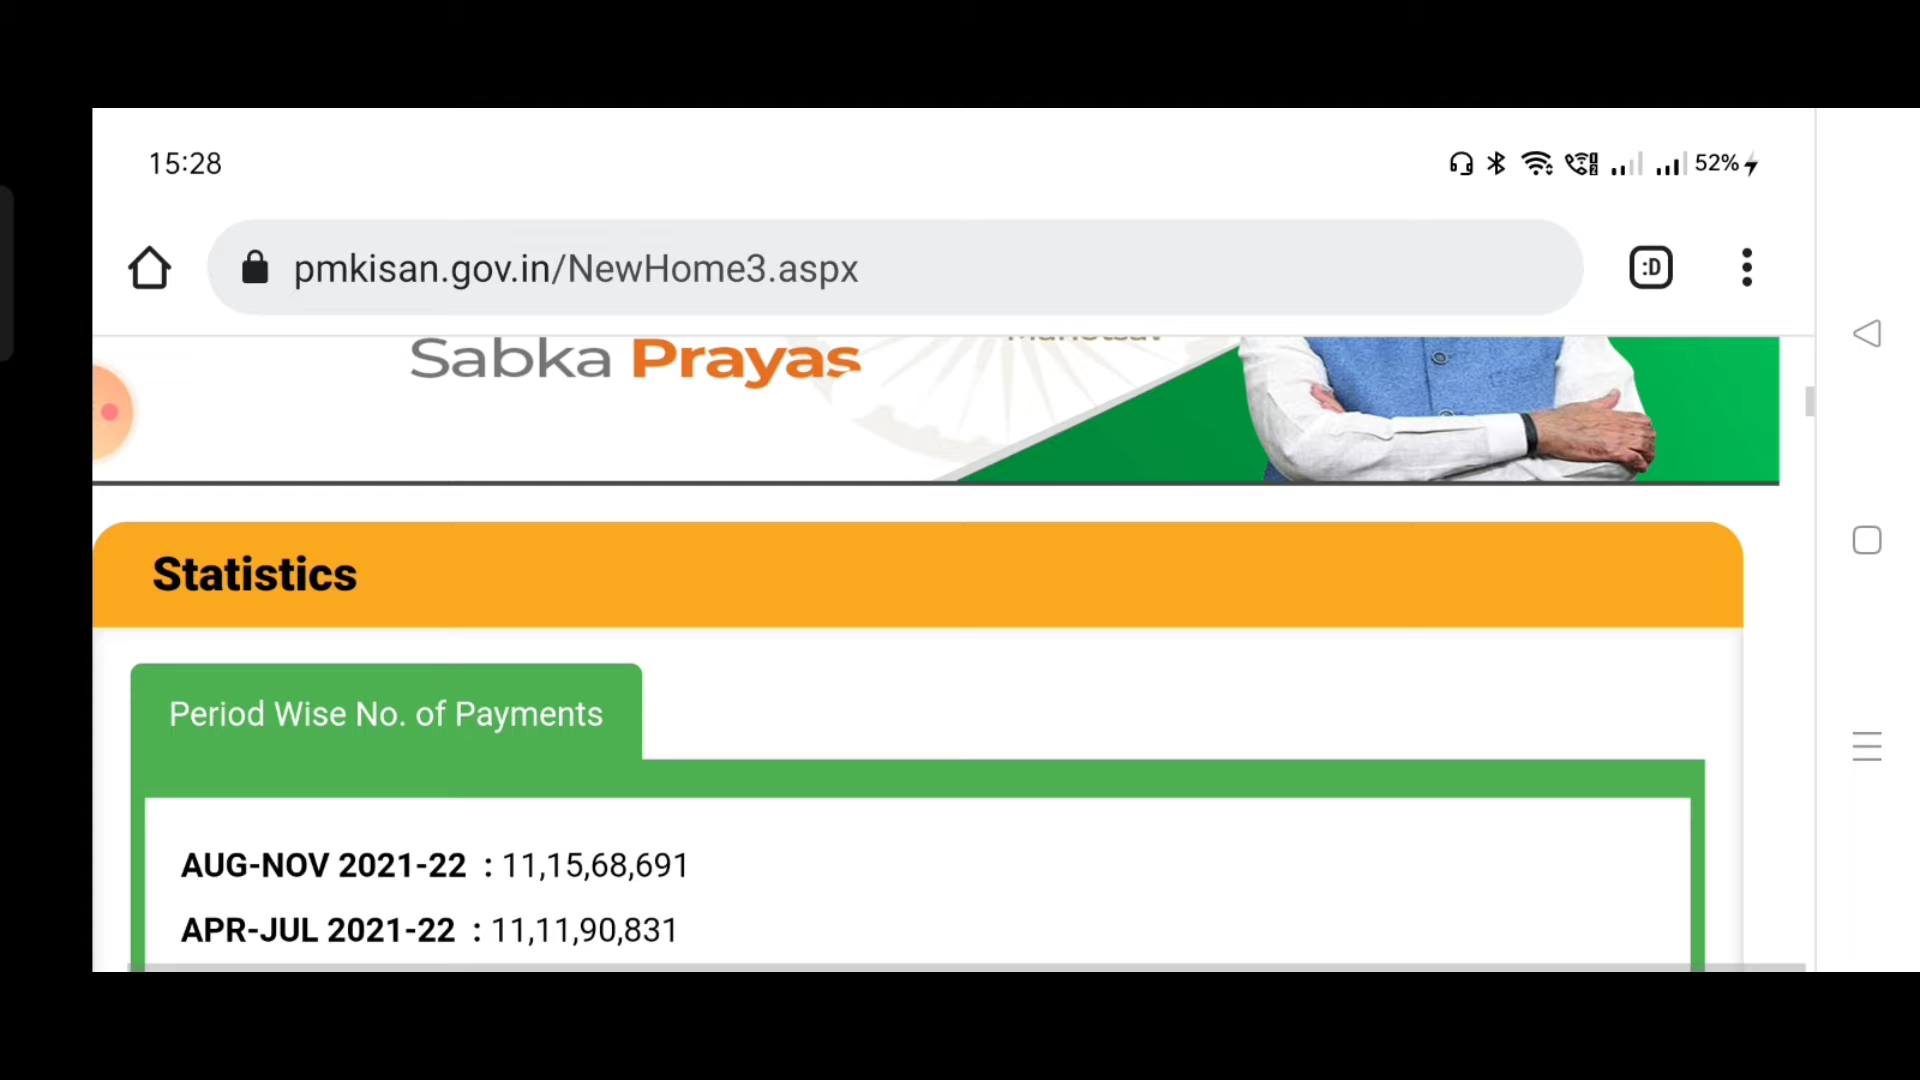 15:28
52%
pmkisan.gov.in/NewHome3.aspx
:D
Sabka Prayas
Statistics
Period Wise No. of Payments
AUG-NOV 2021-22 : 11,15,68,691
APR-JUL 2021-22 : 11,11,90,831